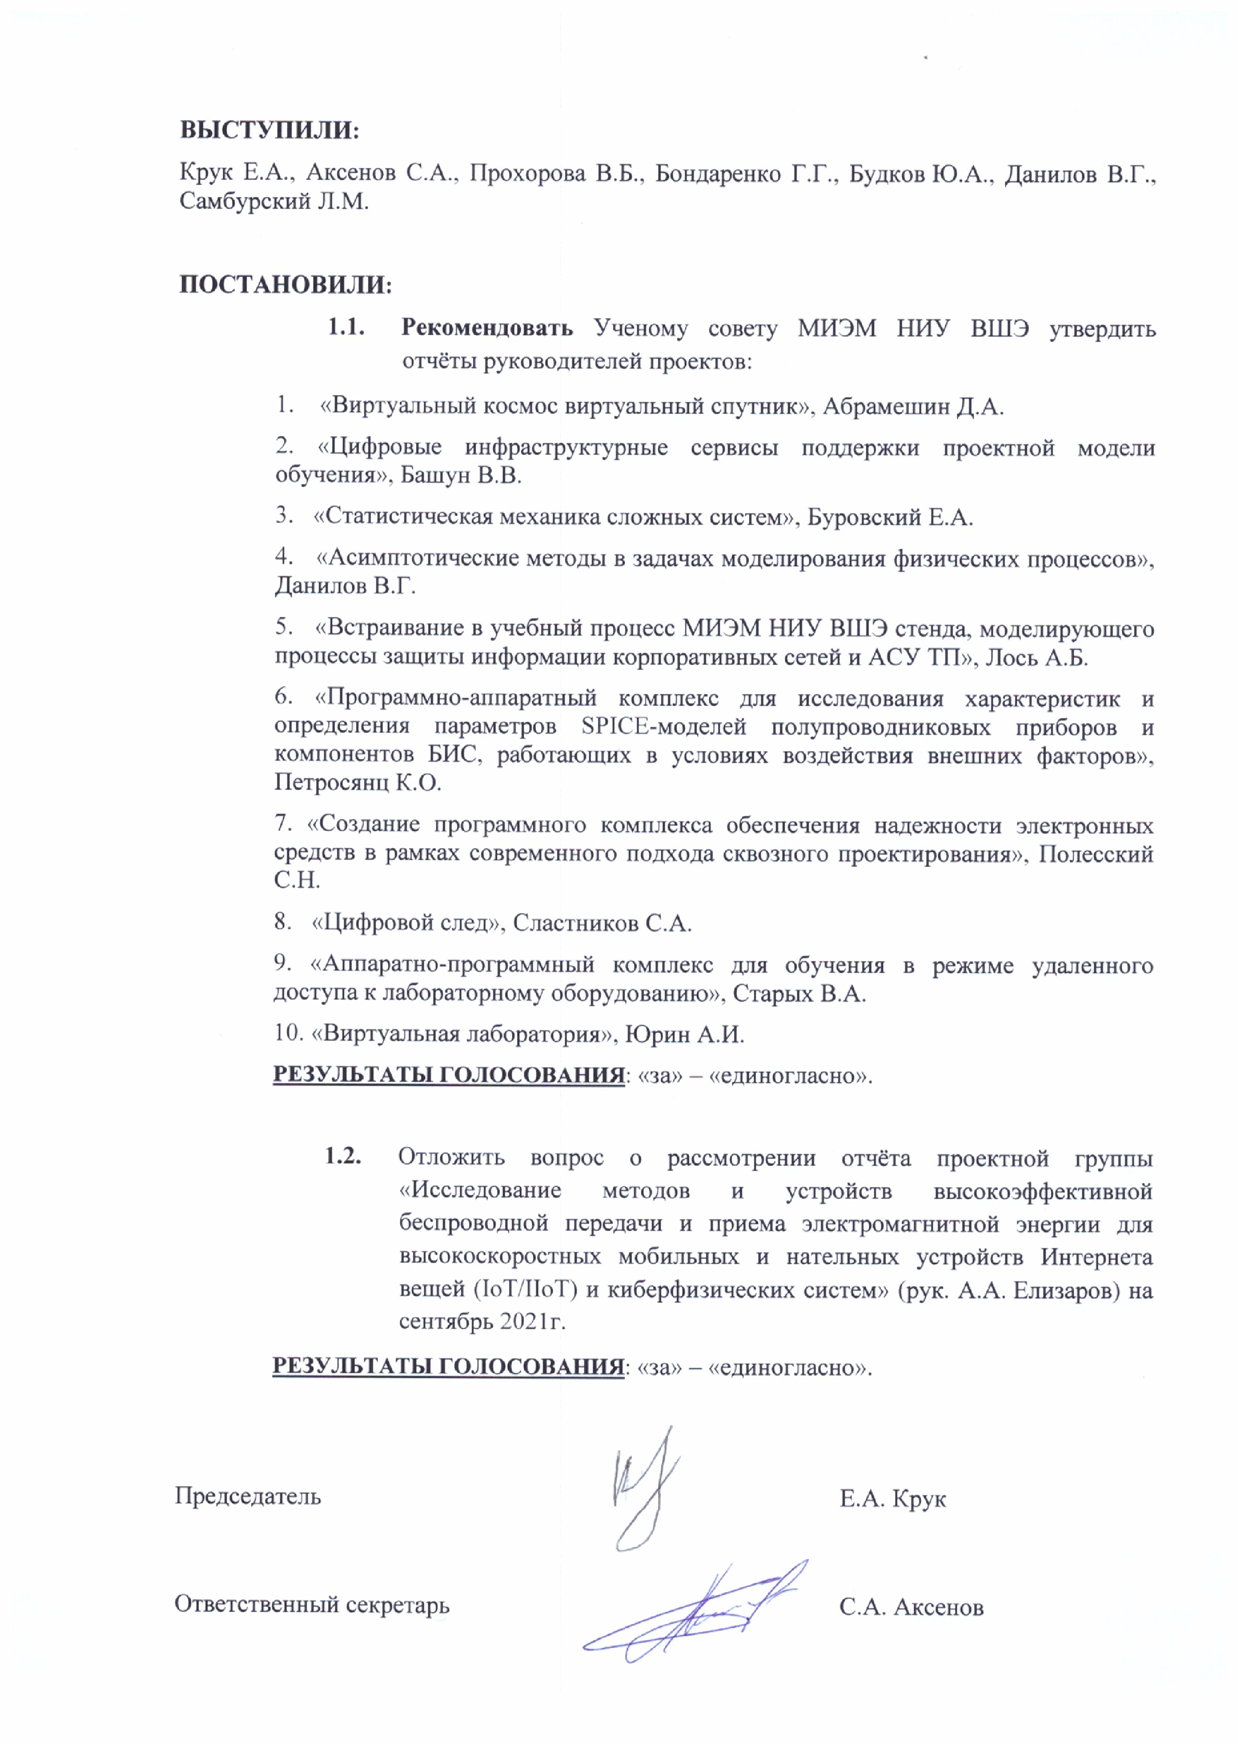 ВЫСТУПИЛИ:
Крук Е.А., Аксенов С.А., Прохорова В.Б., Бондаренко Г.Г., Будков Ю.А., Данилов В.Г.,
Самбурский Л.М.
ПОСТАНОВИЛИ:
1.1. Рекомендовать Ученому совету МИЭМ НИУ ВШЭ утвердить
отчёты руководителей проектов:
1. «Виртуальный космос виртуальный спутник», Абрамешин Д.А.
2. «Цифровые инфраструктурные сервисы поддержки проектной модели
обучения», Башун В.В.
3. «Статистическая механика сложных систем», Буровский Е.А.
4. «Асимптотические методы в задачах моделирования физических процессов»,
Данилов В.Г.
5. «Встраивание в учебный процесс МИЭМ НИУ ВШЭ стенда, моделирующего
процессы защиты информации корпоративных сетей и АСУ ТП», Лось А.Б.
6. «Программно-аппаратный комплекс для исследования характеристик и
определения параметров SPICE-моделей полупроводниковых приборов и
компонентов БИС, работающих в условиях воздействия внешних факторов»,
Петросянц К.О.
7. «Создание программного комплекса обеспечения надежности электронных
средств в рамках современного подхода сквозного проектирования», Полесский
С.Н.
8. «Цифровой след», Сластников С.А.
9. «Аппаратно-программный комплекс для обучения в режиме удаленного
доступа к лабораторному оборудованию», Старых В.А.
10. «Виртуальная лаборатория», Юрин А.И.
РЕЗУЛЬТАТЫ ГОЛОСОВАНИЯ: «за» – «единогласно».
1.2. Отложить вопрос о рассмотрении отчёта проектной группы
«Исследование методов и устройств высокоэффективной
беспроводной передачи и приема электромагнитной энергии для
высокоскоростных мобильных и нательных устройств Интернета
вещей (IoT/IIoT) и киберфизических систем» (рук. А.А. Елизаров) на
сентябрь 2021г.
РЕЗУЛЬТАТЫ ГОЛОСОВАНИЯ: «за» – «единогласно».
Председатель Е.А. Крук
Ответственный секретарь С.А. Аксенов